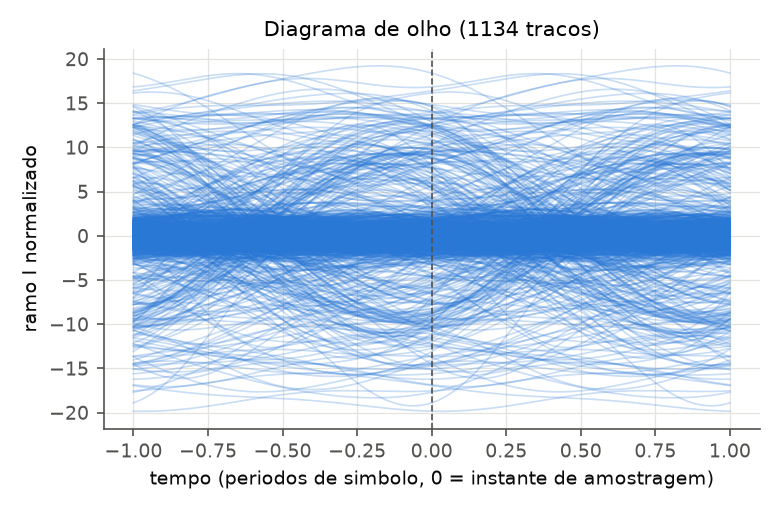 Diagrama de olho (1134 tracos)
20
15
10
5
0
−5
−10
−15
−20
ramo I normalizado
−1.00 −0.75 −0.50 −0.25 0.00 0.25 0.50 0.75 1.00
tempo (periodos de simbolo, 0 = instante de amostragem)